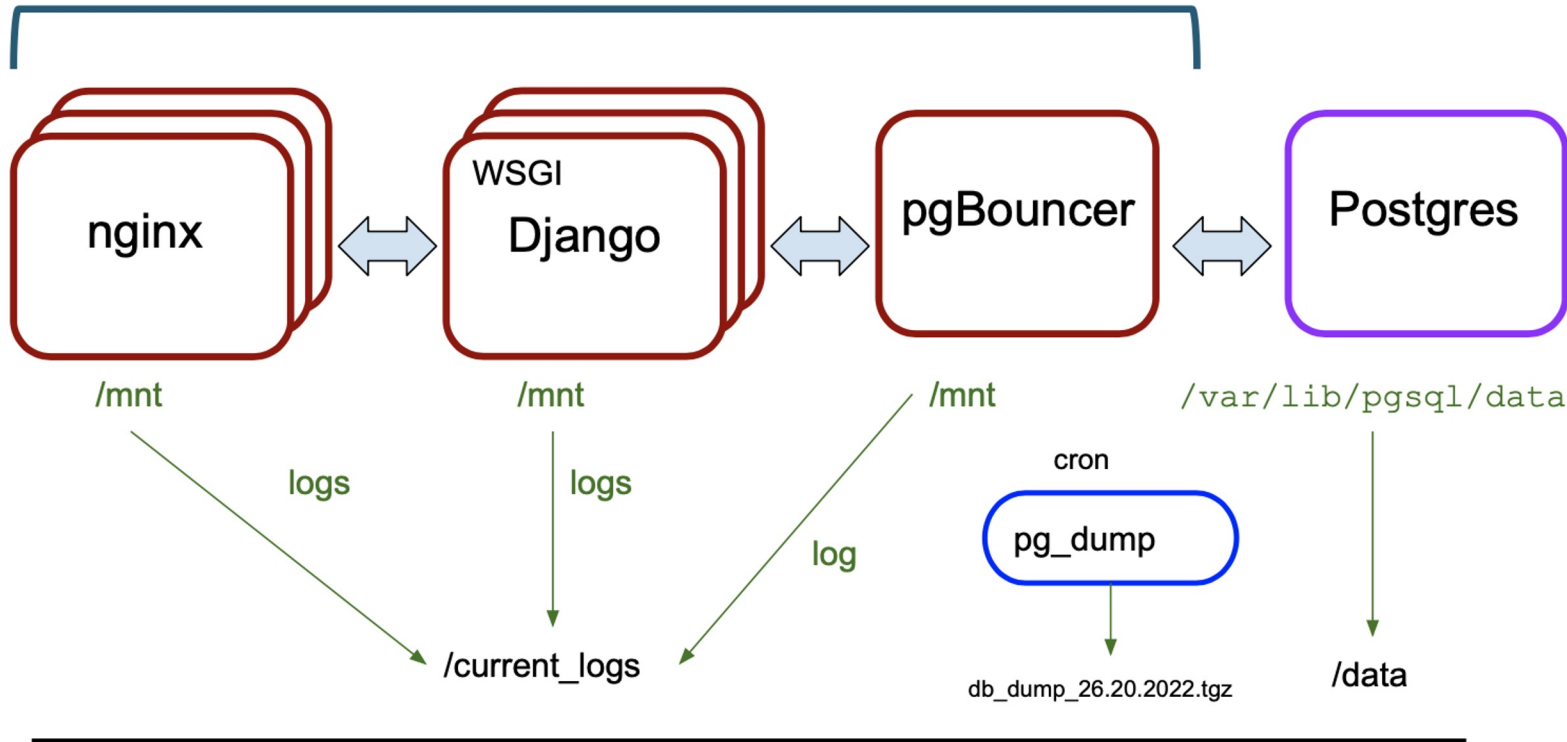 nginx
WSGI
Django
pgBouncer
Postgres
/mnt
/mnt
/mnt
/var/lib/pgsql/data
logs
logs
log
cron
pg_dump
/current_logs
db_dump_26.20.2022.tgz
/data